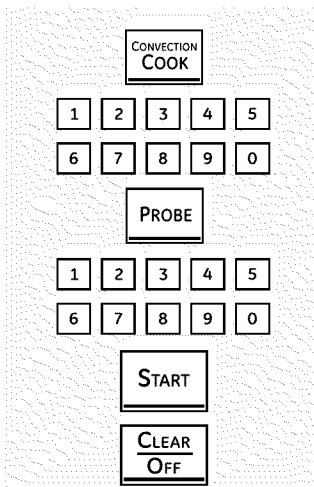 CONVECTION
COOK
1 2 3 4 5
6 7 8 9 0
PROBE
1 2 3 4 5
6 7 8 9 0
START
CLEAR
OFF